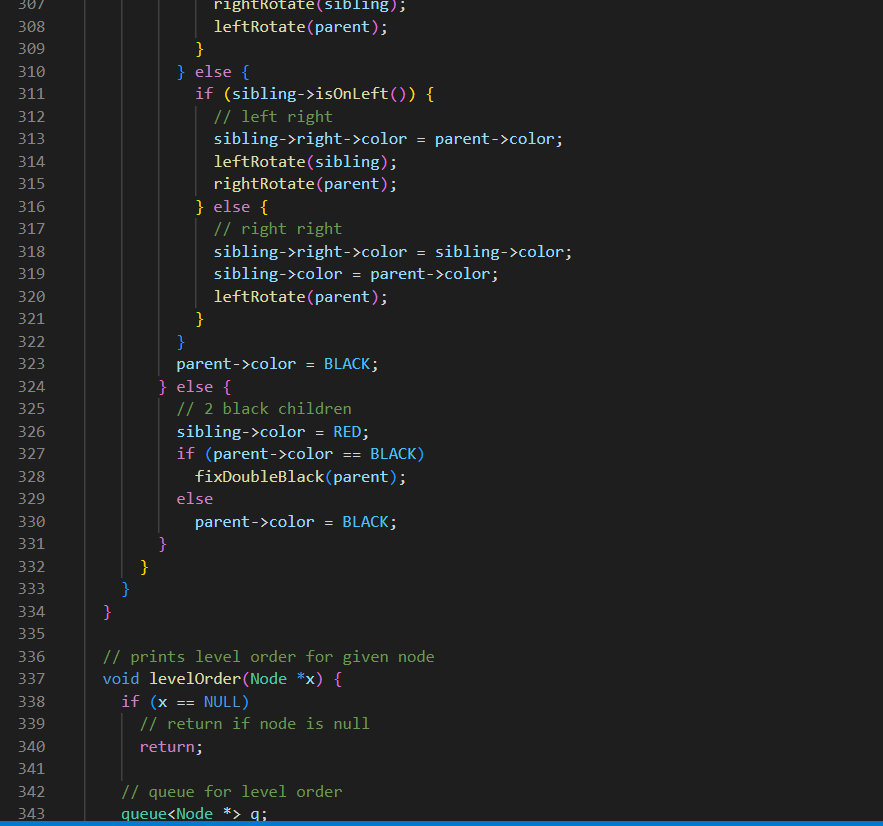 307 rightRotate(sibling);
308 leftRotate(parent);
309 }
310 } else {
311 if (sibling->isOnLeft()) {
312 // left right
313 sibling->right->color = parent->color;
314 leftRotate(sibling);
315 rightRotate(parent);
316 } else {
317 // right right
318 sibling->right->color = sibling->color;
319 sibling->color = parent->color;
320 leftRotate(parent);
321 }
322 }
323 parent->color = BLACK;
324 } else {
325 // 2 black children
326 sibling->color = RED;
327 if (parent->color == BLACK)
328 fixDoubleBlack(parent);
329 else
330 parent->color = BLACK;
331 }
332 }
333 }
334 }
335
336 // prints level order for given node
337 void levelOrder(Node *x) {
338 if (x == NULL)
339 // return if node is null
340 return;
341
342 // queue for level order
343 queue<Node *> q;